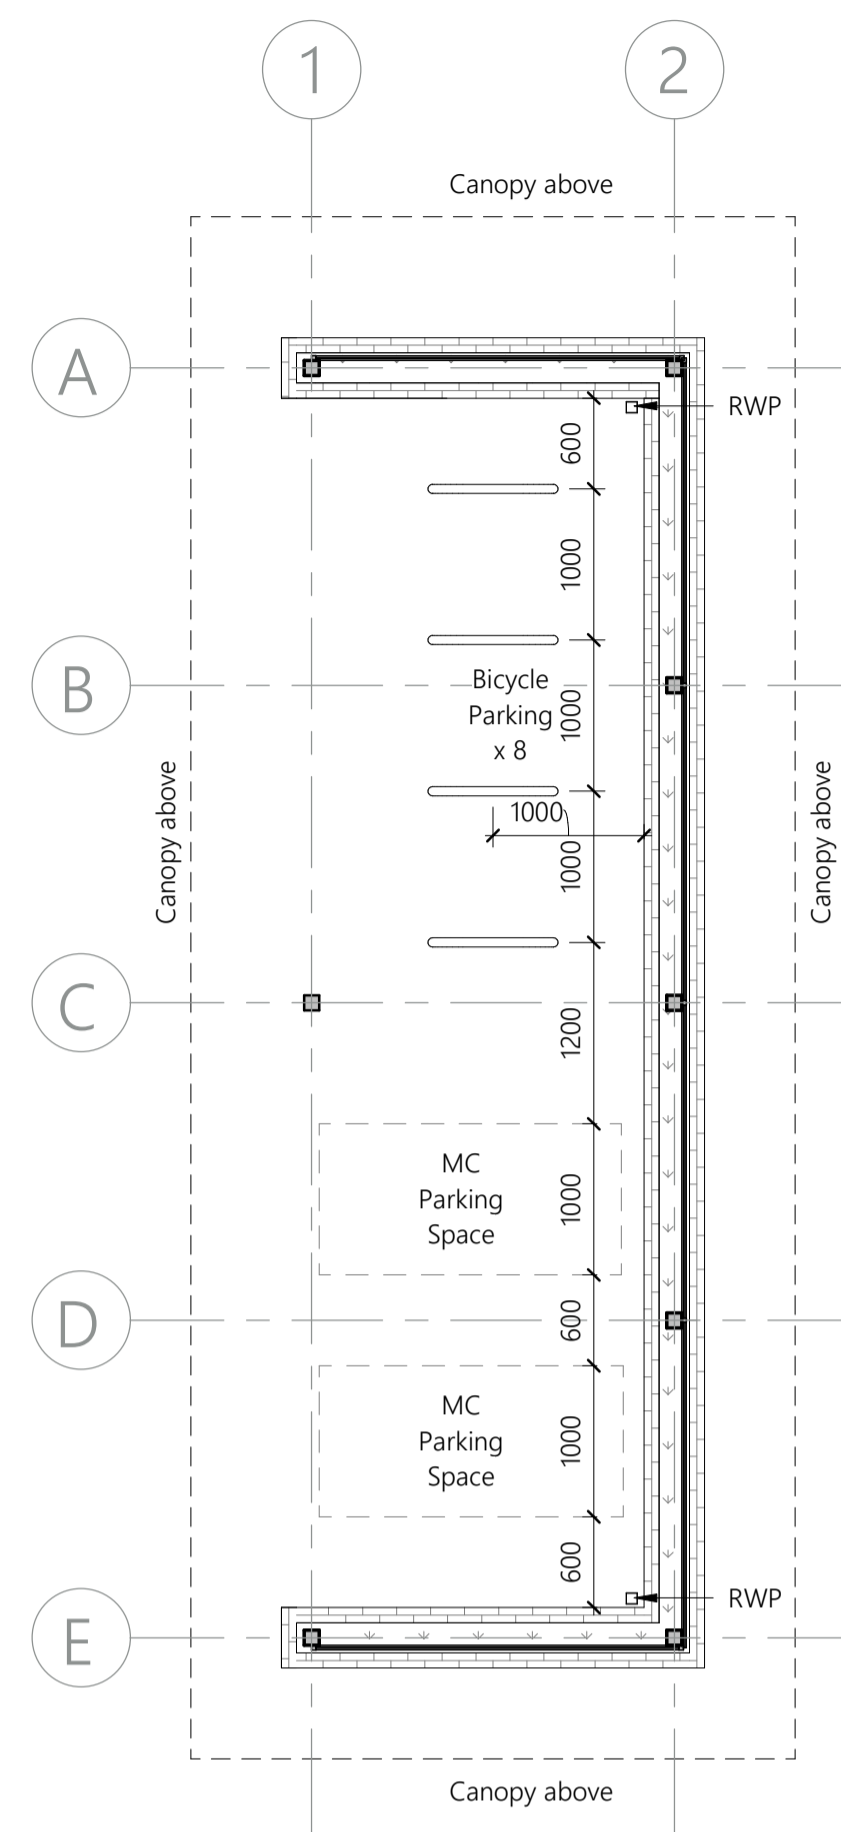 1
2
Canopy above
A
RWP
600
1000
B
Bicycle
Parking
x 8
1000
Canopy above
Canopy above
1000
1000
C
1200
MC
Parking
Space
1000
D
600
MC
Parking
Space
1000
600
RWP
E
Canopy above